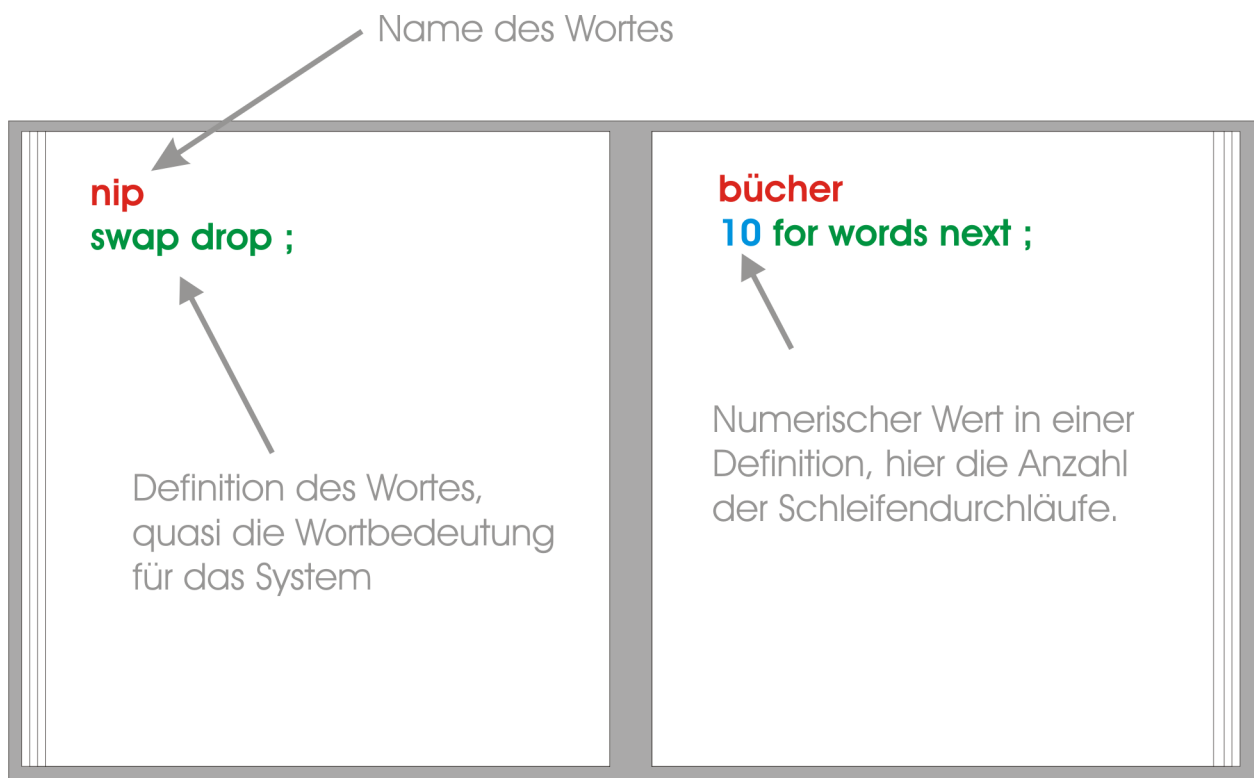 Name des Wortes
nip
swap drop ;
Definition des Wortes,
quasi die Wortbedeutung
für das System
bücher
10 for words next ;
Numerischer Wert in einer
Definition, hier die Anzahl
der Schleifendurchläufe.